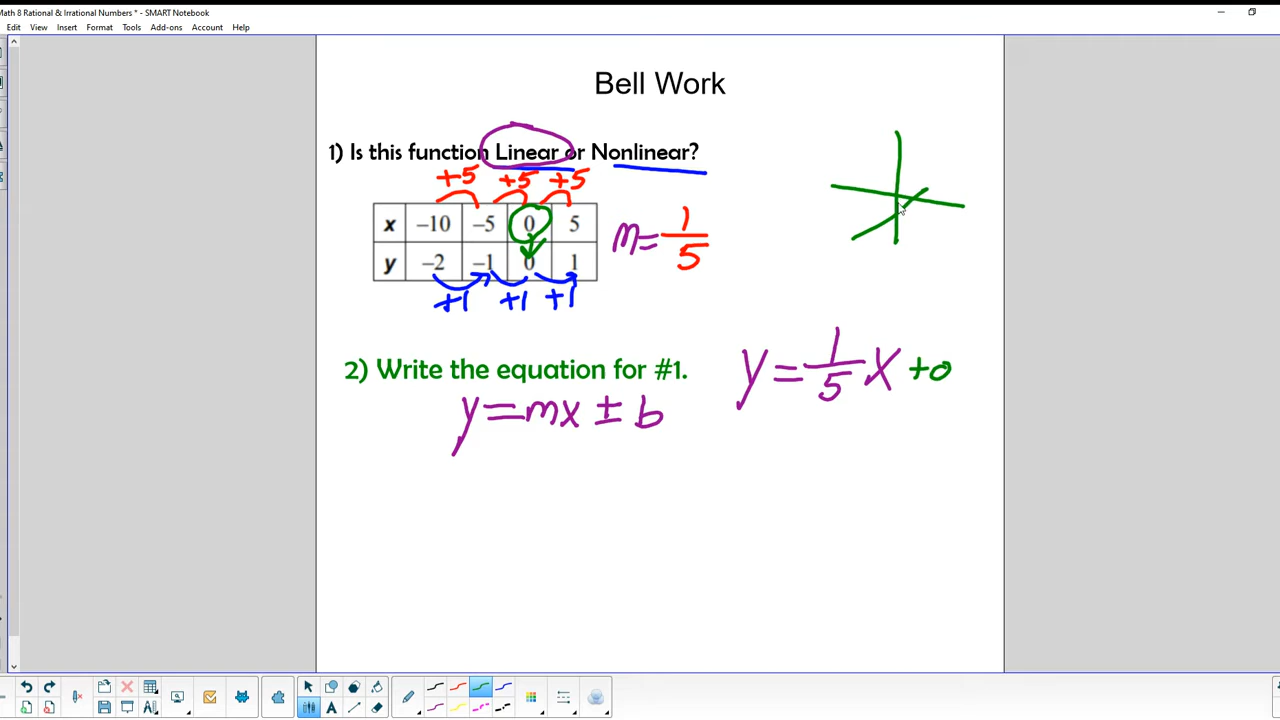 Math 8 Rational & Irrational Numbers * - SMART Notebook
Edit View Insert Format Tools Add-ons Account Help
Bell Work
1) Is this function Linear or Nonlinear?
+5 +5 +5
x −10 −5 0 5
y −2 −1 0 1
m = 1/5
+1 +1 +1
2) Write the equation for #1.
y = 1/5 x +0
y = mx ± b